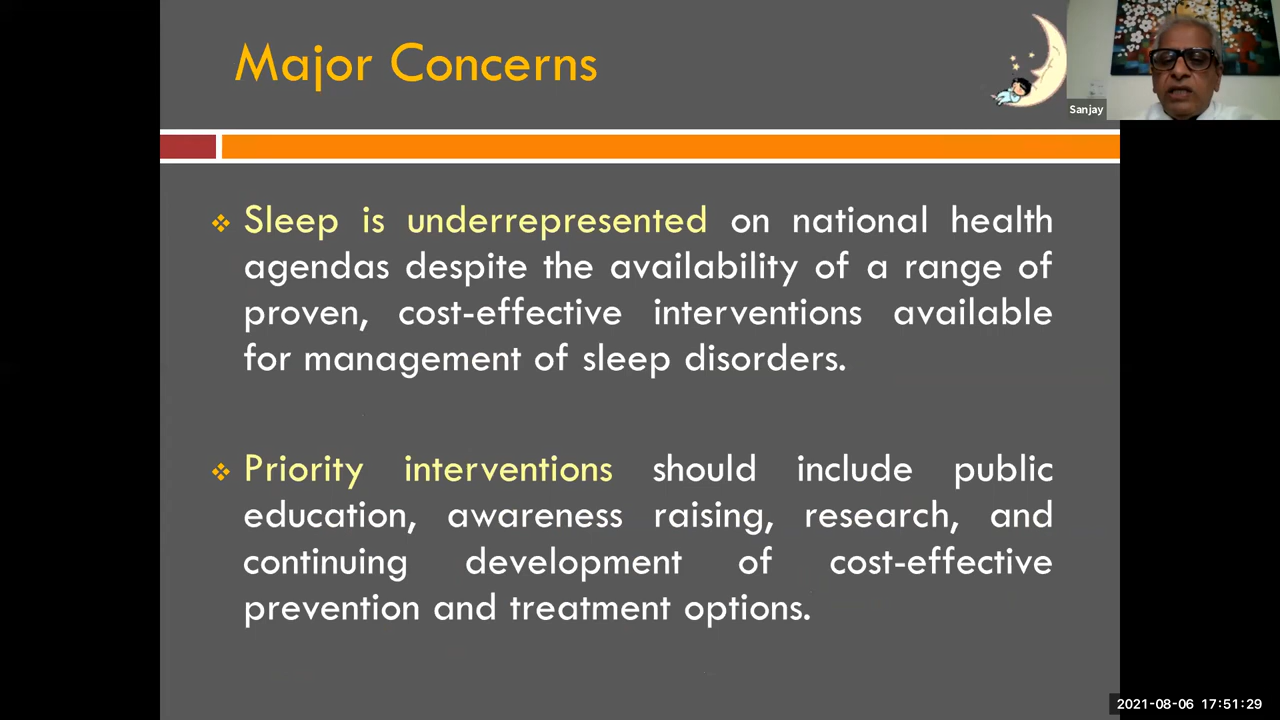 Major Concerns
Sanjay
Sleep is underrepresented on national health
agendas despite the availability of a range of
proven, cost-effective interventions available
for management of sleep disorders.
Priority interventions should include public
education, awareness raising, research, and
continuing development of cost-effective
prevention and treatment options.
2021-08-06 17:51:29